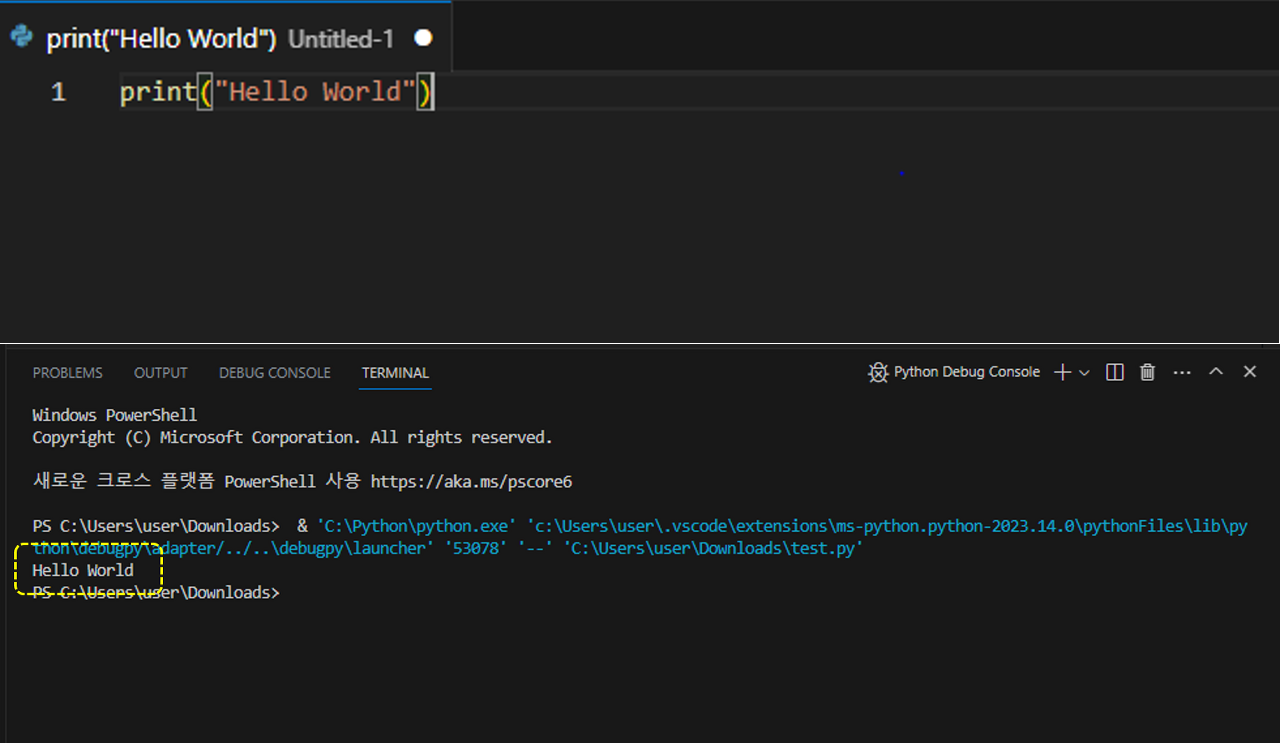 print("Hello World") Untitled-1
1 print("Hello World")
PROBLEMS OUTPUT DEBUG CONSOLE TERMINAL Python Debug Console
Windows PowerShell
Copyright (C) Microsoft Corporation. All rights reserved.
새로운 크로스 플랫폼 PowerShell 사용 https://aka.ms/pscore6
PS C:\Users\user\Downloads>  & 'C:\Python\python.exe' 'c:\Users\user\.vscode\extensions\ms-python.python-2023.14.0\pythonFiles\lib\py
thon\debugpy\adapter/../..\debugpy\launcher' '53078' '--' 'C:\Users\user\Downloads\test.py'
Hello World
PS C:\Users\user\Downloads>